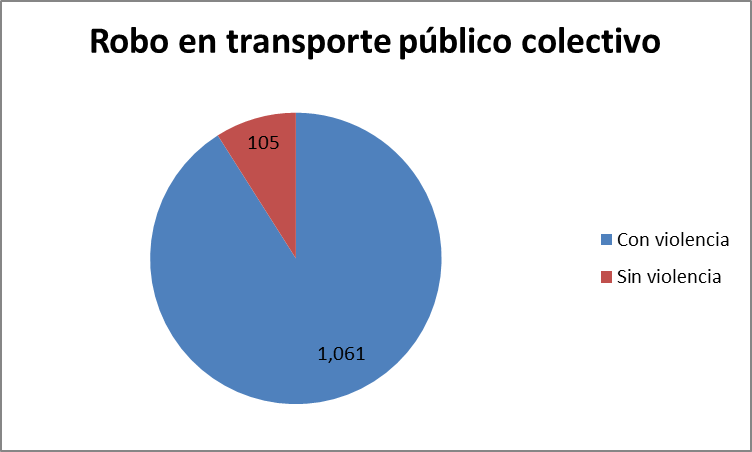 Robo en transporte público colectivo
105
Con violencia
Sin violencia
1,061